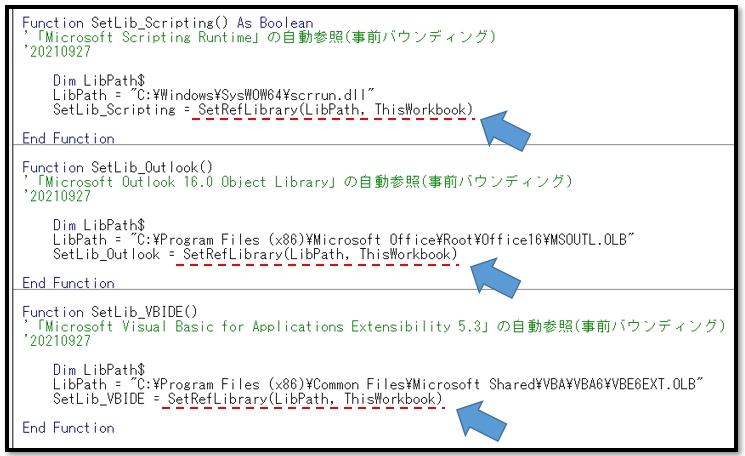 Function SetLib_Scripting() As Boolean
'「Microsoft Scripting Runtime」の自動参照(事前バウンディング)
'20210927
Dim LibPath$
LibPath = "C:¥Windows¥SysWOW64¥scrrun.dll"
SetLib_Scripting = SetRefLibrary(LibPath, ThisWorkbook)
End Function
Function SetLib_Outlook()
'「Microsoft Outlook 16.0 Object Library」の自動参照(事前バウンディング)
'20210927
Dim LibPath$
LibPath = "C:¥Program Files (x86)¥Microsoft Office¥Root¥Office16¥MSOUTL.OLB"
SetLib_Outlook = SetRefLibrary(LibPath, ThisWorkbook)
End Function
Function SetLib_VBIDE()
'「Microsoft Visual Basic for Applications Extensibility 5.3」の自動参照(事前バウンディング)
'20210927
Dim LibPath$
LibPath = "C:¥Program Files (x86)¥Common Files¥Microsoft Shared¥VBA¥VBA6¥VBE6EXT.OLB"
SetLib_VBIDE = SetRefLibrary(LibPath, ThisWorkbook)
End Function